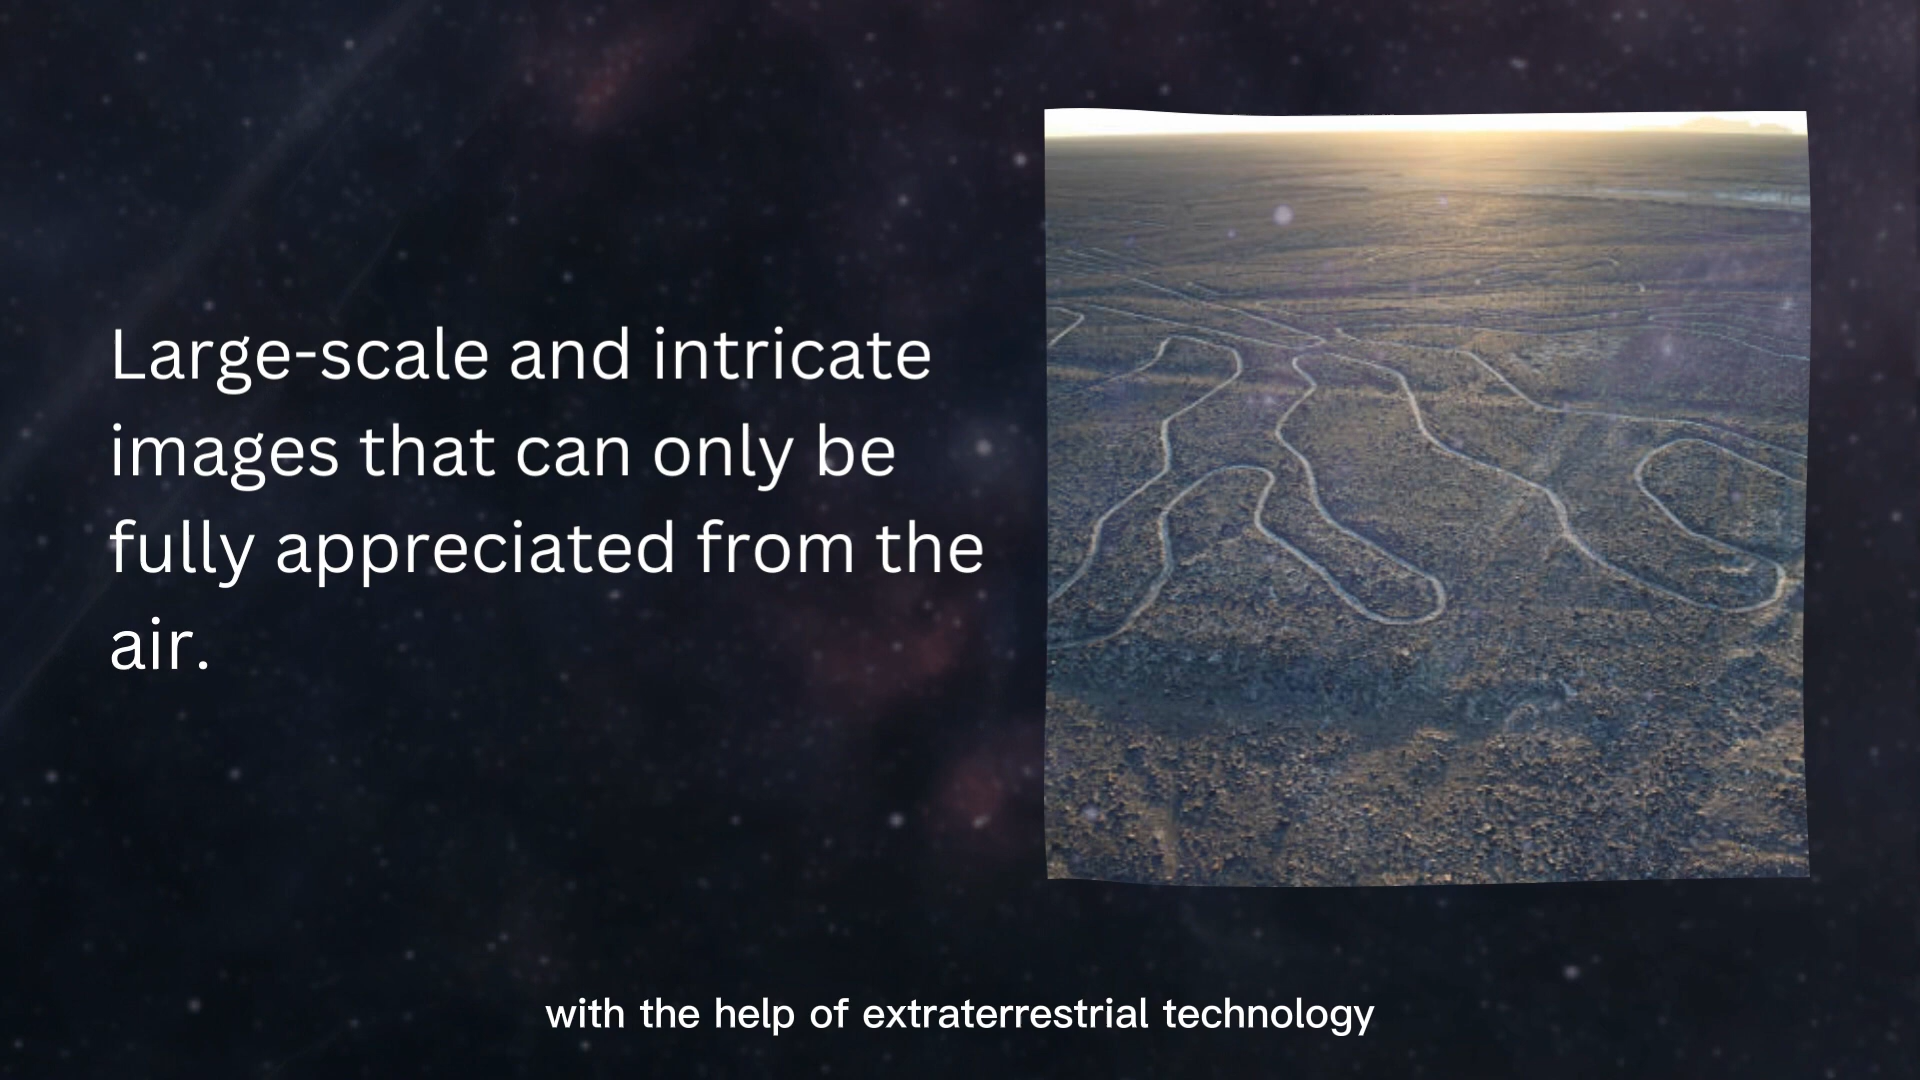 Large-scale and intricate
images that can only be
fully appreciated from the
air.
with the help of extraterrestrial technology